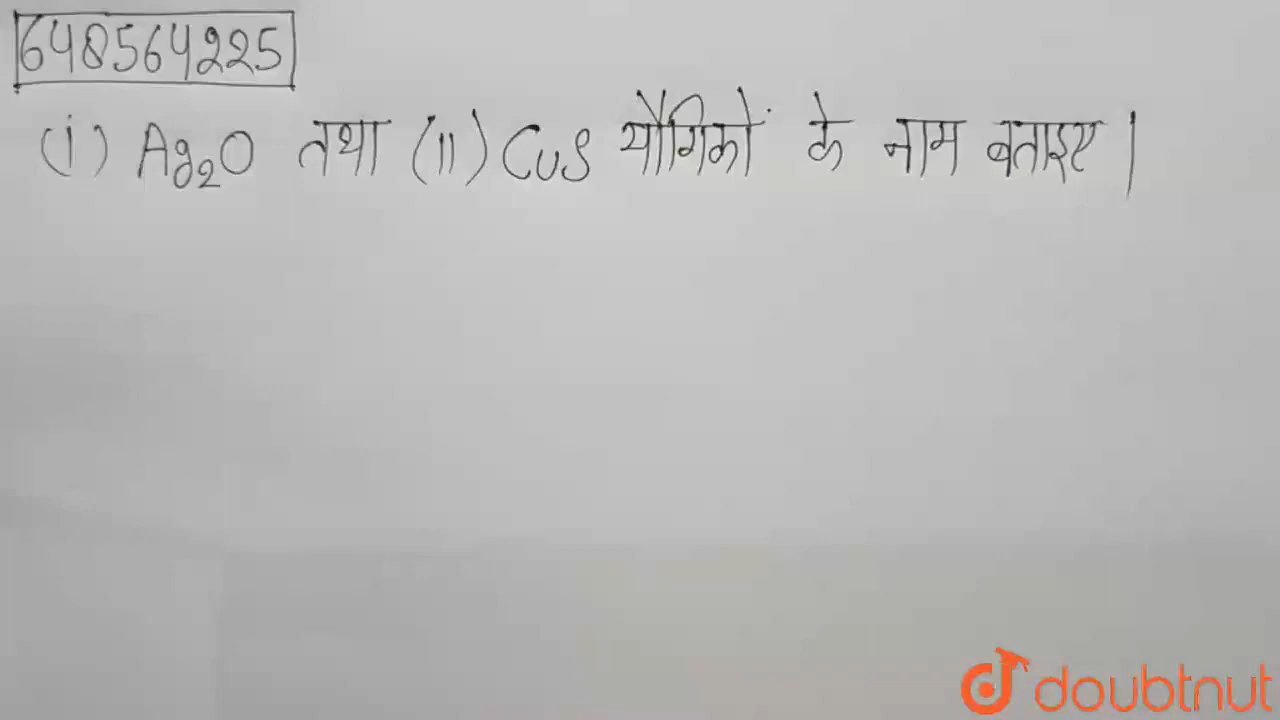 648564225
(i) Ag₂O तथा (II) CuS यौगिकों के नाम बताइए |
doubtnut